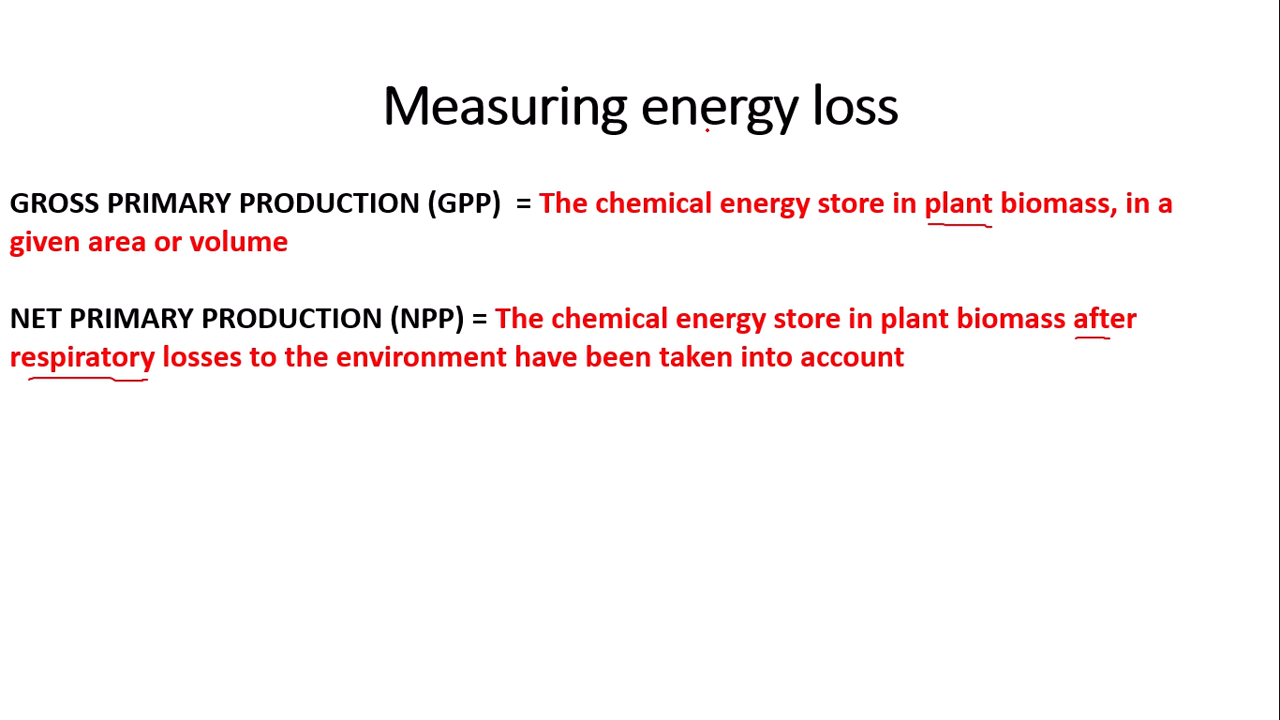 Measuring energy loss
GROSS PRIMARY PRODUCTION (GPP)  = The chemical energy store in plant biomass, in a
given area or volume
NET PRIMARY PRODUCTION (NPP) = The chemical energy store in plant biomass after
respiratory losses to the environment have been taken into account